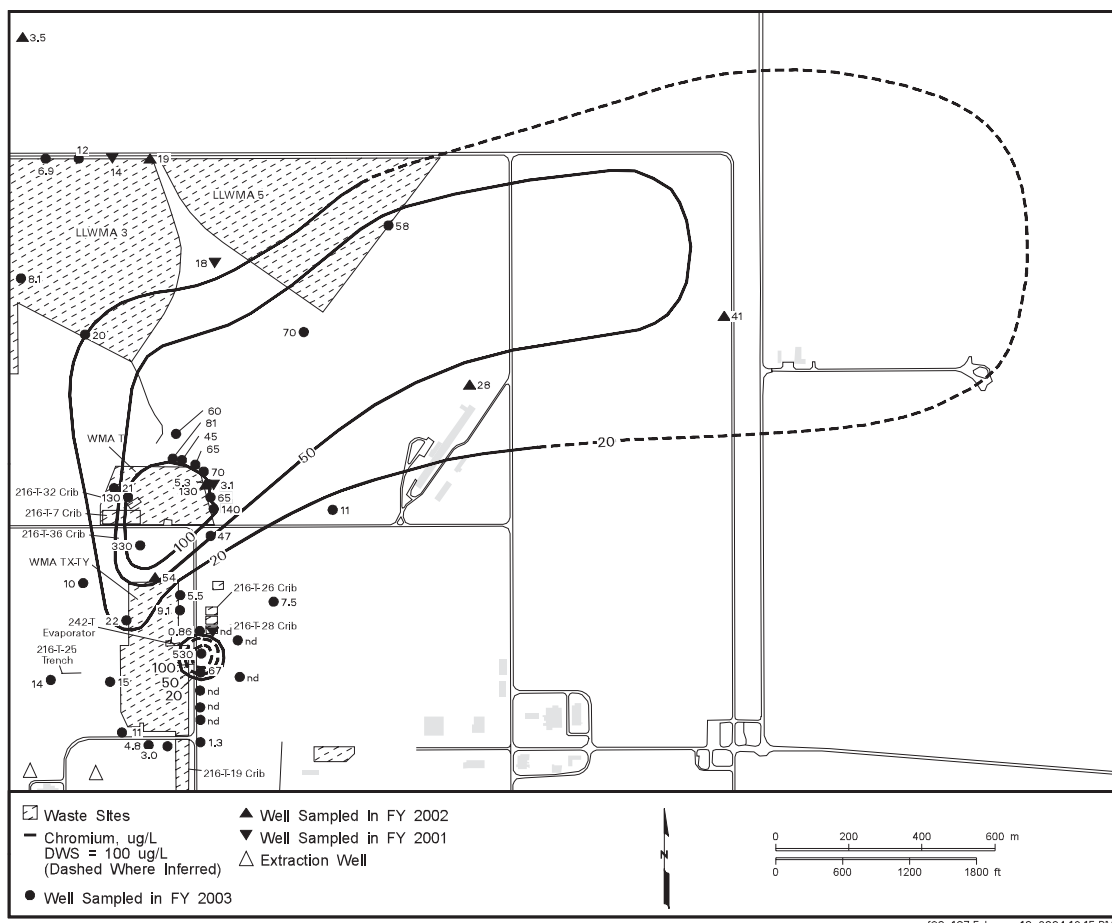 3.5
12
6.9
14
19
LLWMA 5
LLWMA 3
58
18
8.1
41
70
20
28
60
81
45
65
WMA T
70
5.3
3.1
130
216-T-32 Crib
21
130
65
140
216-T-7 Crib
11
50
20
216-T-36 Crib
100
47
330
20
WMA TX-TY
54
10
5.5
216-T-26 Crib
9.1
7.5
242-T
Evaporator
22
0.86
nd
216-T-28 Crib
nd
216-T-25
Trench
530
100
67
50
nd
14
15
20
nd
nd
nd
11
4.8
3.0
1.3
216-T-19 Crib
Waste Sites
Chromium, ug/L
DWS = 100 ug/L
(Dashed Where Inferred)
Well Sampled in FY 2003
Well Sampled In FY 2002
Well Sampled in FY 2001
Extraction Well
N
0 200 400 600 m
0 600 1200 1800 ft